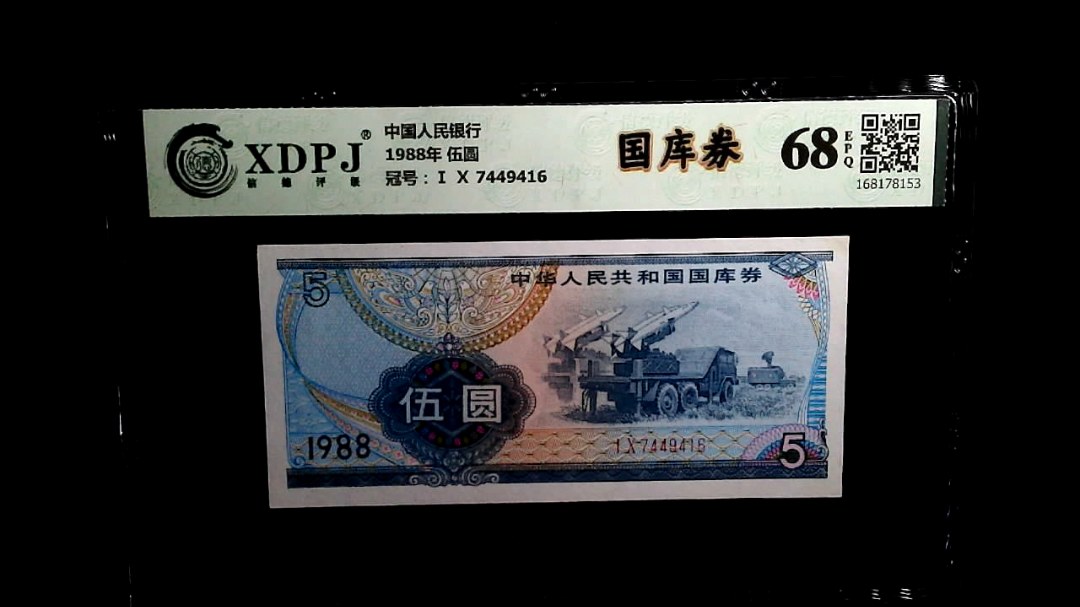 XDPJ®
信德评级
中国人民银行
1988年 伍圆
冠号：I X 7449416
国库券
68
EPQ
168178153
5
中华人民共和国国库券
伍圆
1988
I X 7449416
5